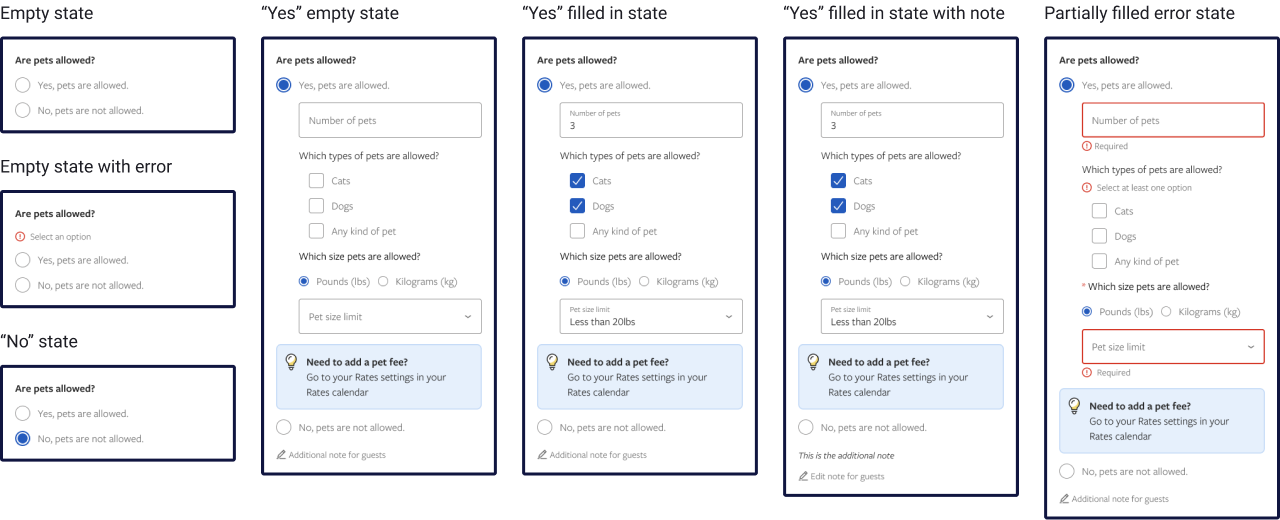 Empty state
Are pets allowed?
Yes, pets are allowed.
No, pets are not allowed.
Empty state with error
Are pets allowed?
Select an option
Yes, pets are allowed.
No, pets are not allowed.
“No” state
Are pets allowed?
Yes, pets are allowed.
No, pets are not allowed.
“Yes” empty state
Are pets allowed?
Yes, pets are allowed.
Number of pets
Which types of pets are allowed?
Cats
Dogs
Any kind of pet
Which size pets are allowed?
Pounds (lbs) Kilograms (kg)
Pet size limit
Need to add a pet fee?
Go to your Rates settings in your
Rates calendar
No, pets are not allowed.
Additional note for guests
“Yes” filled in state
Are pets allowed?
Yes, pets are allowed.
Number of pets
3
Which types of pets are allowed?
Cats
Dogs
Any kind of pet
Which size pets are allowed?
Pounds (lbs) Kilograms (kg)
Pet size limit
Less than 20lbs
Need to add a pet fee?
Go to your Rates settings in your
Rates calendar
No, pets are not allowed.
Additional note for guests
“Yes” filled in state with note
Are pets allowed?
Yes, pets are allowed.
Number of pets
3
Which types of pets are allowed?
Cats
Dogs
Any kind of pet
Which size pets are allowed?
Pounds (lbs) Kilograms (kg)
Pet size limit
Less than 20lbs
Need to add a pet fee?
Go to your Rates settings in your
Rates calendar
No, pets are not allowed.
This is the additional note
Edit note for guests
Partially filled error state
Are pets allowed?
Yes, pets are allowed.
Number of pets
Required
Which types of pets are allowed?
Select at least one option
Cats
Dogs
Any kind of pet
* Which size pets are allowed?
Pounds (lbs) Kilograms (kg)
Pet size limit
Required
Need to add a pet fee?
Go to your Rates settings in your
Rates calendar
No, pets are not allowed.
Additional note for guests